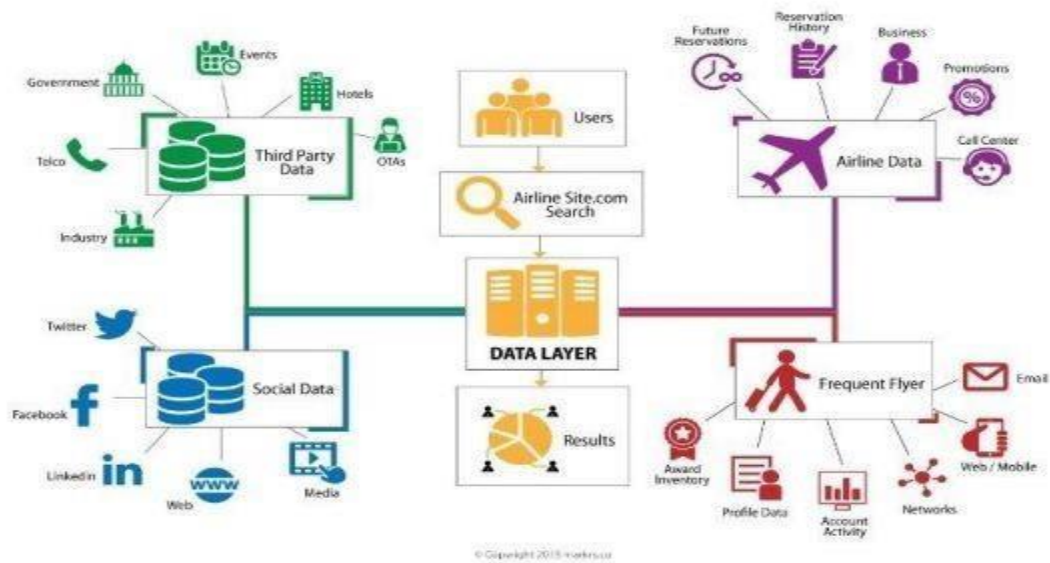 Government
Events
Hotels
Telco
Third Party
Data
OTAs
Industry
Users
Airline Site.com
Search
DATA LAYER
Results
Future
Reservations
Reservation
History
Business
Promotions
Airline Data
Call Center
Twitter
Facebook
Social Data
Linkedin
WWW
Web
Media
Frequent Flyer
Email
Web / Mobile
Award
Inventory
Profile Data
Account
Activity
Networks
© Copyright